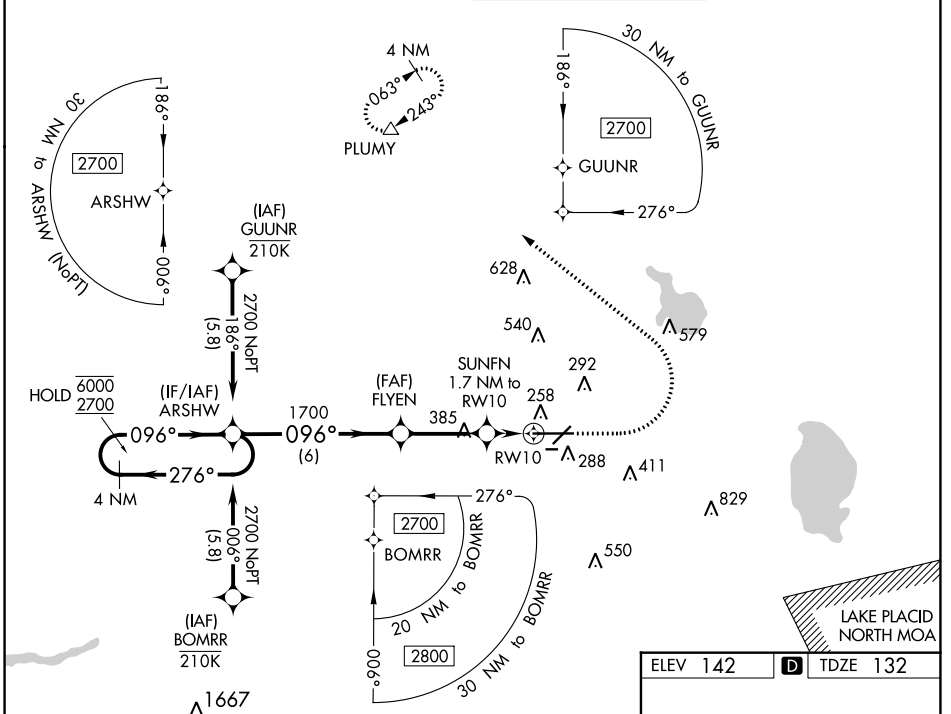 4 NM
063°
243°
PLUMY
30 NM to GUUNR
186°
2700
GUUNR
276°
30 NM to ARSHW (NoPT)
186°
2700
ARSHW
006°
(IAF)
GUUNR
210K
2700 NoPT
186°
(5.8)
628
579
540
292
SUNFN
1.7 NM to
RW10
(FAF)
FLYEN
258
385
HOLD 6000
2700
(IF/IAF)
ARSHW
1700
096°
096°
(6)
RW10
288
411
276°
4 NM
829
2700 NoPT
006°
(5.8)
276°
2700
BOMRR
20 NM to BOMRR
550
006°
2800
30 NM to BOMRR
(IAF)
BOMRR
210K
LAKE PLACID
NORTH MOA
ELEV 142 D TDZE 132
1667